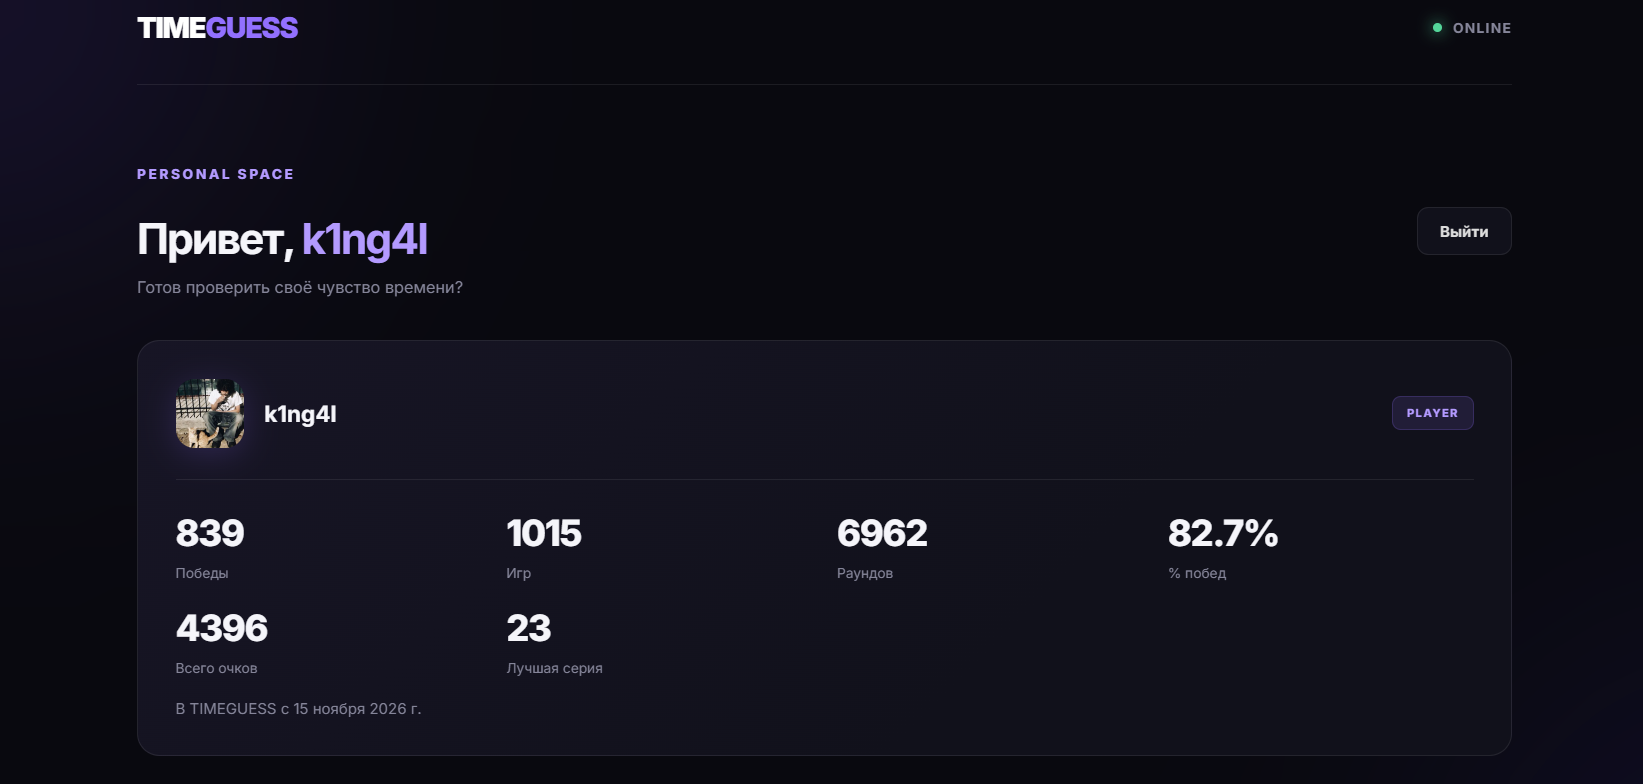 TIMEGUESS
ONLINE
PERSONAL SPACE
Привет, k1ng4l
Выйти
Готов проверить своё чувство времени?
k1ng4l
PLAYER
839
Победы
1015
Игр
6962
Раундов
82.7%
% побед
4396
Всего очков
23
Лучшая серия
В TIMEGUESS с 15 ноября 2026 г.